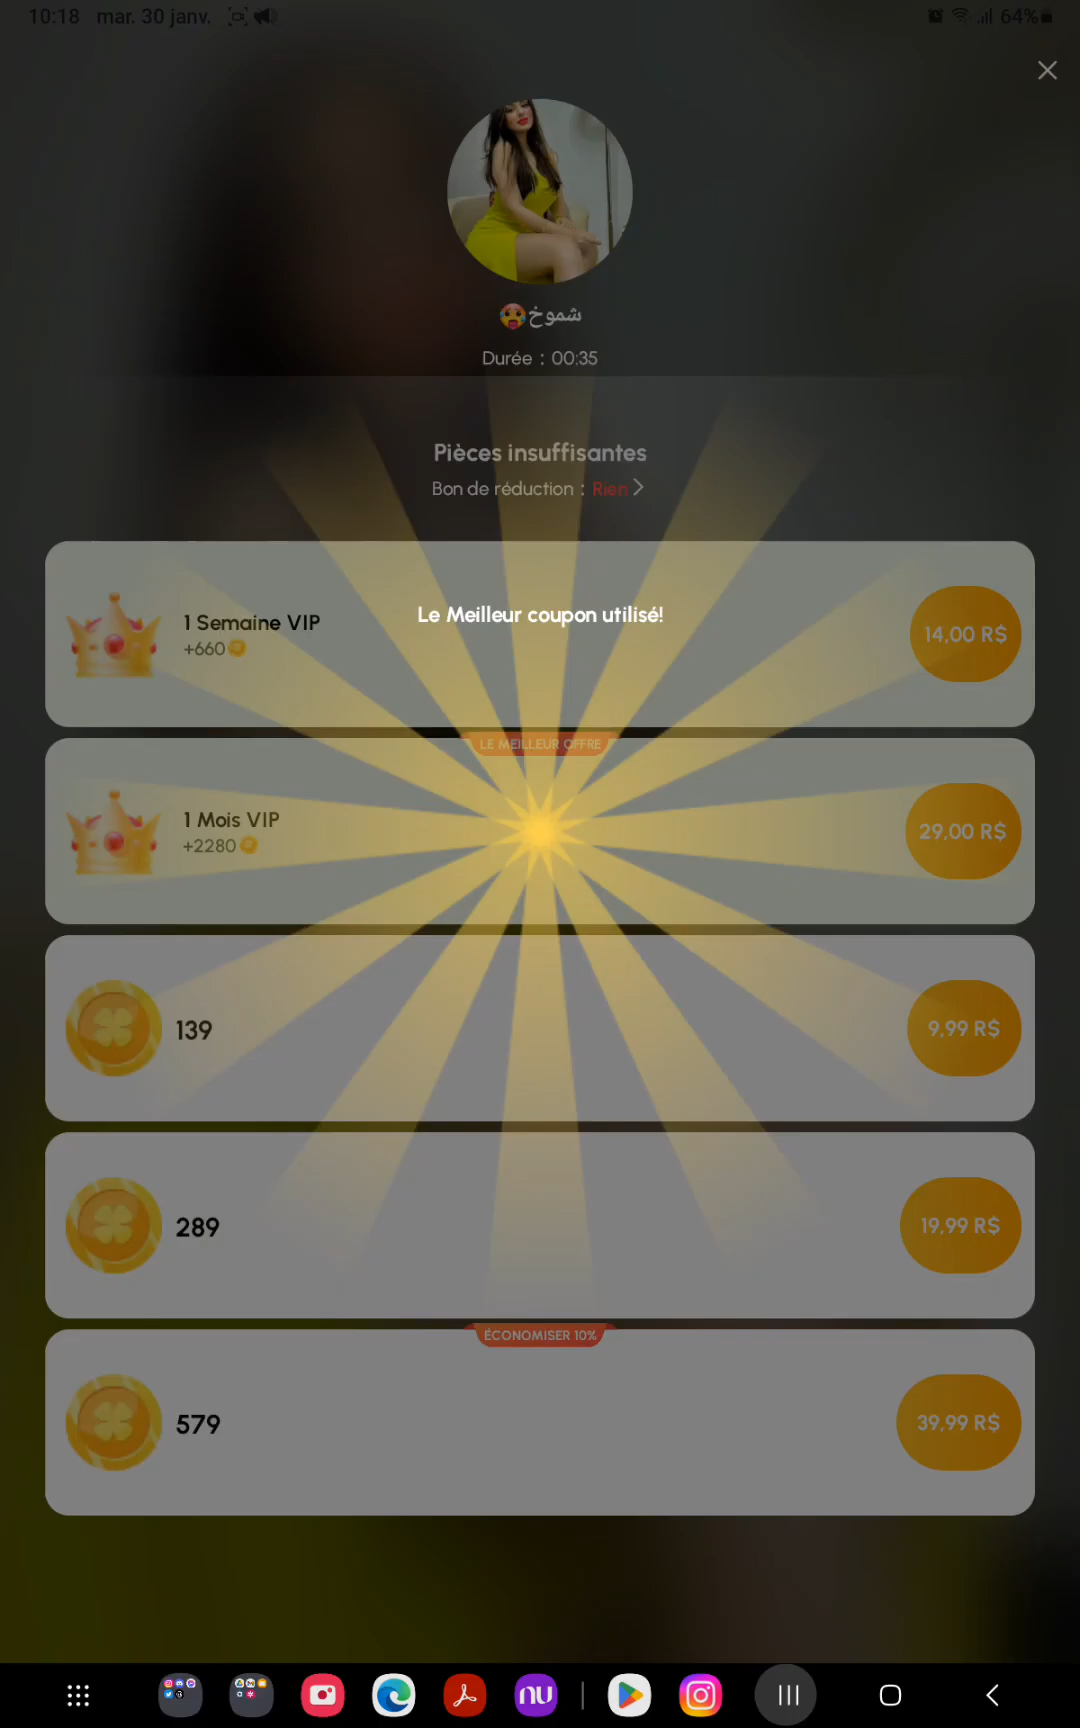 10:18 mar. 30 janv. 64%
🥵شموخ
Durée : 00:35
Pièces insuffisantes
Bon de réduction : Rien
Le Meilleur coupon utilisé!
1 Semaine VIP
+660
14,00 R$
LE MEILLEUR OFFRE
1 Mois VIP
+2280
29,00 R$
139
9,99 R$
289
19,99 R$
ÉCONOMISER 10%
579
39,99 R$
nu